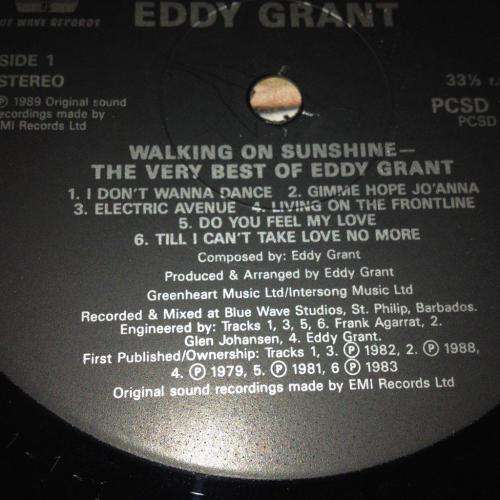 WAVE RECORDS
EDDY GRANT
SIDE 1
STEREO
33⅓
Ⓟ 1989 Original sound
recordings made by
EMI Records Ltd
PCSD
PCSD
WALKING ON SUNSHINE—
THE VERY BEST OF EDDY GRANT
1. I DON'T WANNA DANCE 2. GIMME HOPE JO'ANNA
3. ELECTRIC AVENUE 4. LIVING ON THE FRONTLINE
5. DO YOU FEEL MY LOVE
6. TILL I CAN'T TAKE LOVE NO MORE
Composed by: Eddy Grant
Produced & Arranged by Eddy Grant
Greenheart Music Ltd/Intersong Music Ltd
Recorded & Mixed at Blue Wave Studios, St. Philip, Barbados.
Engineered by: Tracks 1, 3, 5, 6. Frank Agarrat, 2.
Glen Johansen, 4. Eddy Grant.
First Published/Ownership: Tracks 1, 3. Ⓟ 1982, 2. Ⓟ 1988,
4. Ⓟ 1979, 5. Ⓟ 1981, 6 Ⓟ 1983
Original sound recordings made by EMI Records Ltd